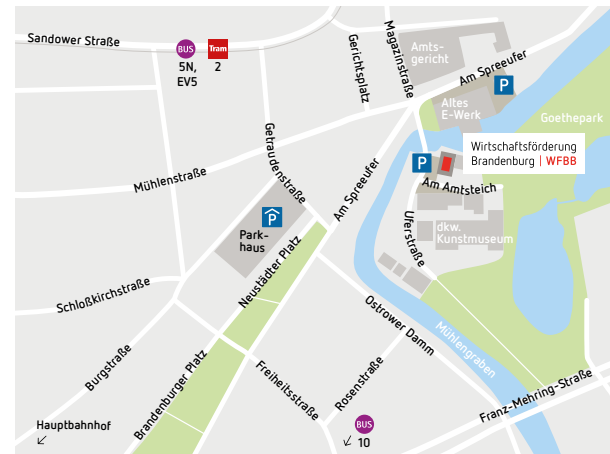 Sandower Straße
BUS
Tram
5N,
EV5
2
Gerichtsplatz
Magazinstraße
Amts-
gericht
Am Spreeufer
P
Altes
E-Werk
Goethepark
Wirtschaftsförderung
Brandenburg | WFBB
P
Am Amtsteich
Mühlenstraße
Getraudenstraße
Am Spreeufer
P
Park-
haus
Neustädter Platz
Uferstraße
dkw.
Kunstmuseum
Schloßkirchstraße
Ostrower Damm
Mühlengraben
Burgstraße
Brandenburger Platz
Freiheitsstraße
Rosenstraße
Franz-Mehring-Straße
Hauptbahnhof
↙
BUS
↙ 10